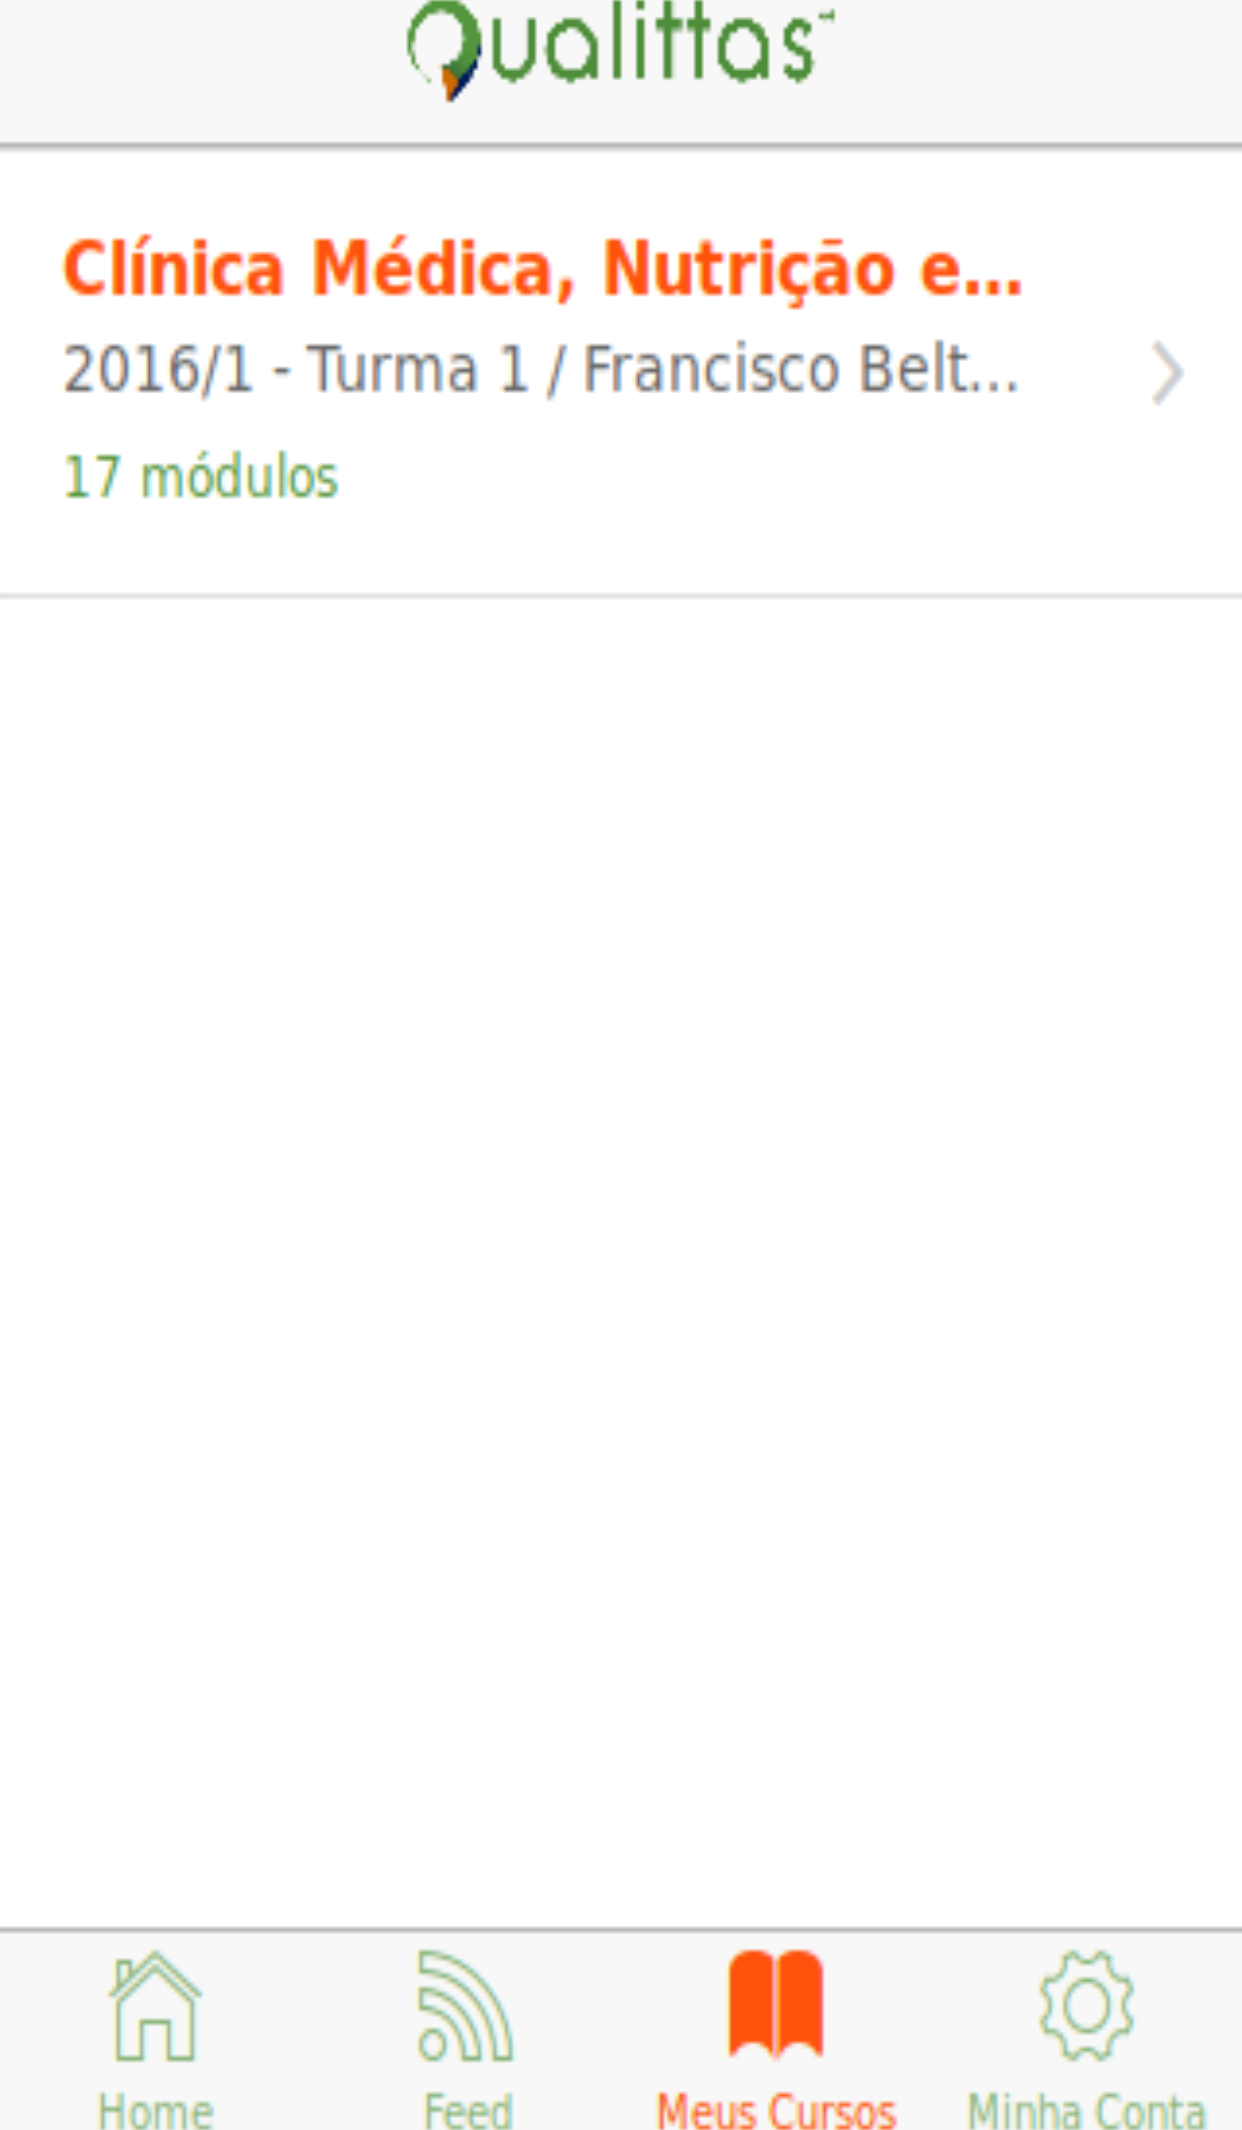 Qualittas
Clínica Médica, Nutrição e...
2016/1 - Turma 1 / Francisco Belt...
17 módulos
Home
Feed
Meus Cursos
Minha Conta